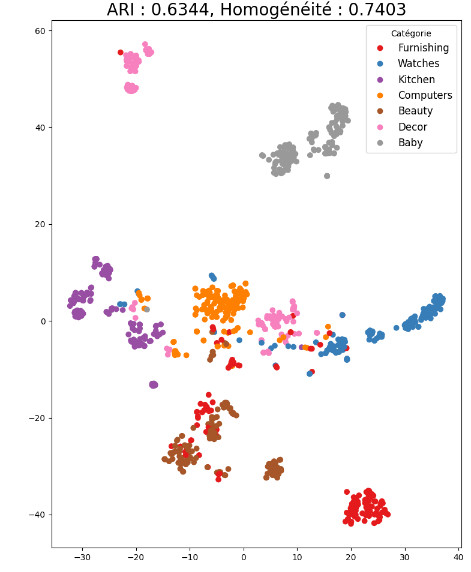 ARI : 0.6344, Homogénéité : 0.7403
Catégorie
Furnishing
Watches
Kitchen
Computers
Beauty
Decor
Baby
60
40
20
0
−20
−40
−30
−20
−10
0
10
20
30
40